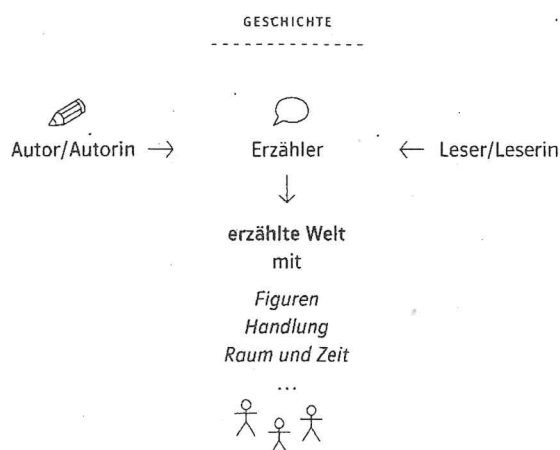 GESCHICHTE
Autor/Autorin → Erzähler ← Leser/Leserin
↓
erzählte Welt
mit
Figuren
Handlung
Raum und Zeit
...